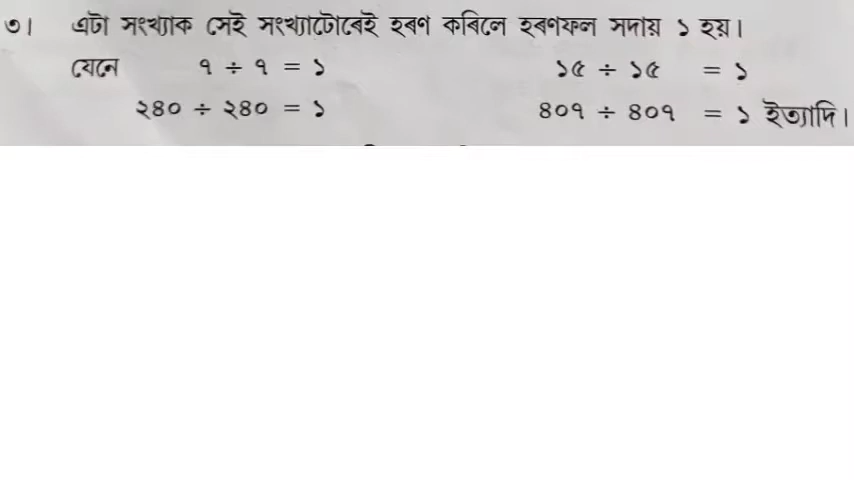 ৩। এটা সংখ্যাক সেই সংখ্যাটোৰেই হৰণ কৰিলে হৰণফল সদায় ১ হয়।
যেনে ৭ ÷ ৭ = ১ ১৫ ÷ ১৫ = ১
২৪০ ÷ ২৪০ = ১ ৪০৭ ÷ ৪০৭ = ১ ইত্যাদি।